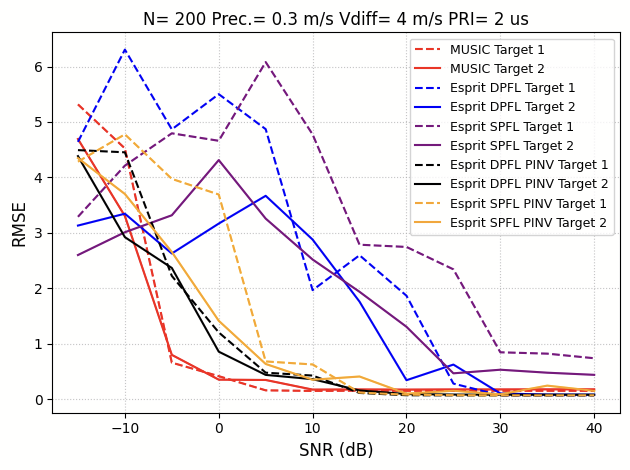 N= 200 Prec.= 0.3 m/s Vdiff= 4 m/s PRI= 2 us
RMSE
6
5
4
3
2
1
0
MUSIC Target 1
MUSIC Target 2
Esprit DPFL Target 1
Esprit DPFL Target 2
Esprit SPFL Target 1
Esprit SPFL Target 2
Esprit DPFL PINV Target 1
Esprit DPFL PINV Target 2
Esprit SPFL PINV Target 1
Esprit SPFL PINV Target 2
−10 0 10 20 30 40
SNR (dB)